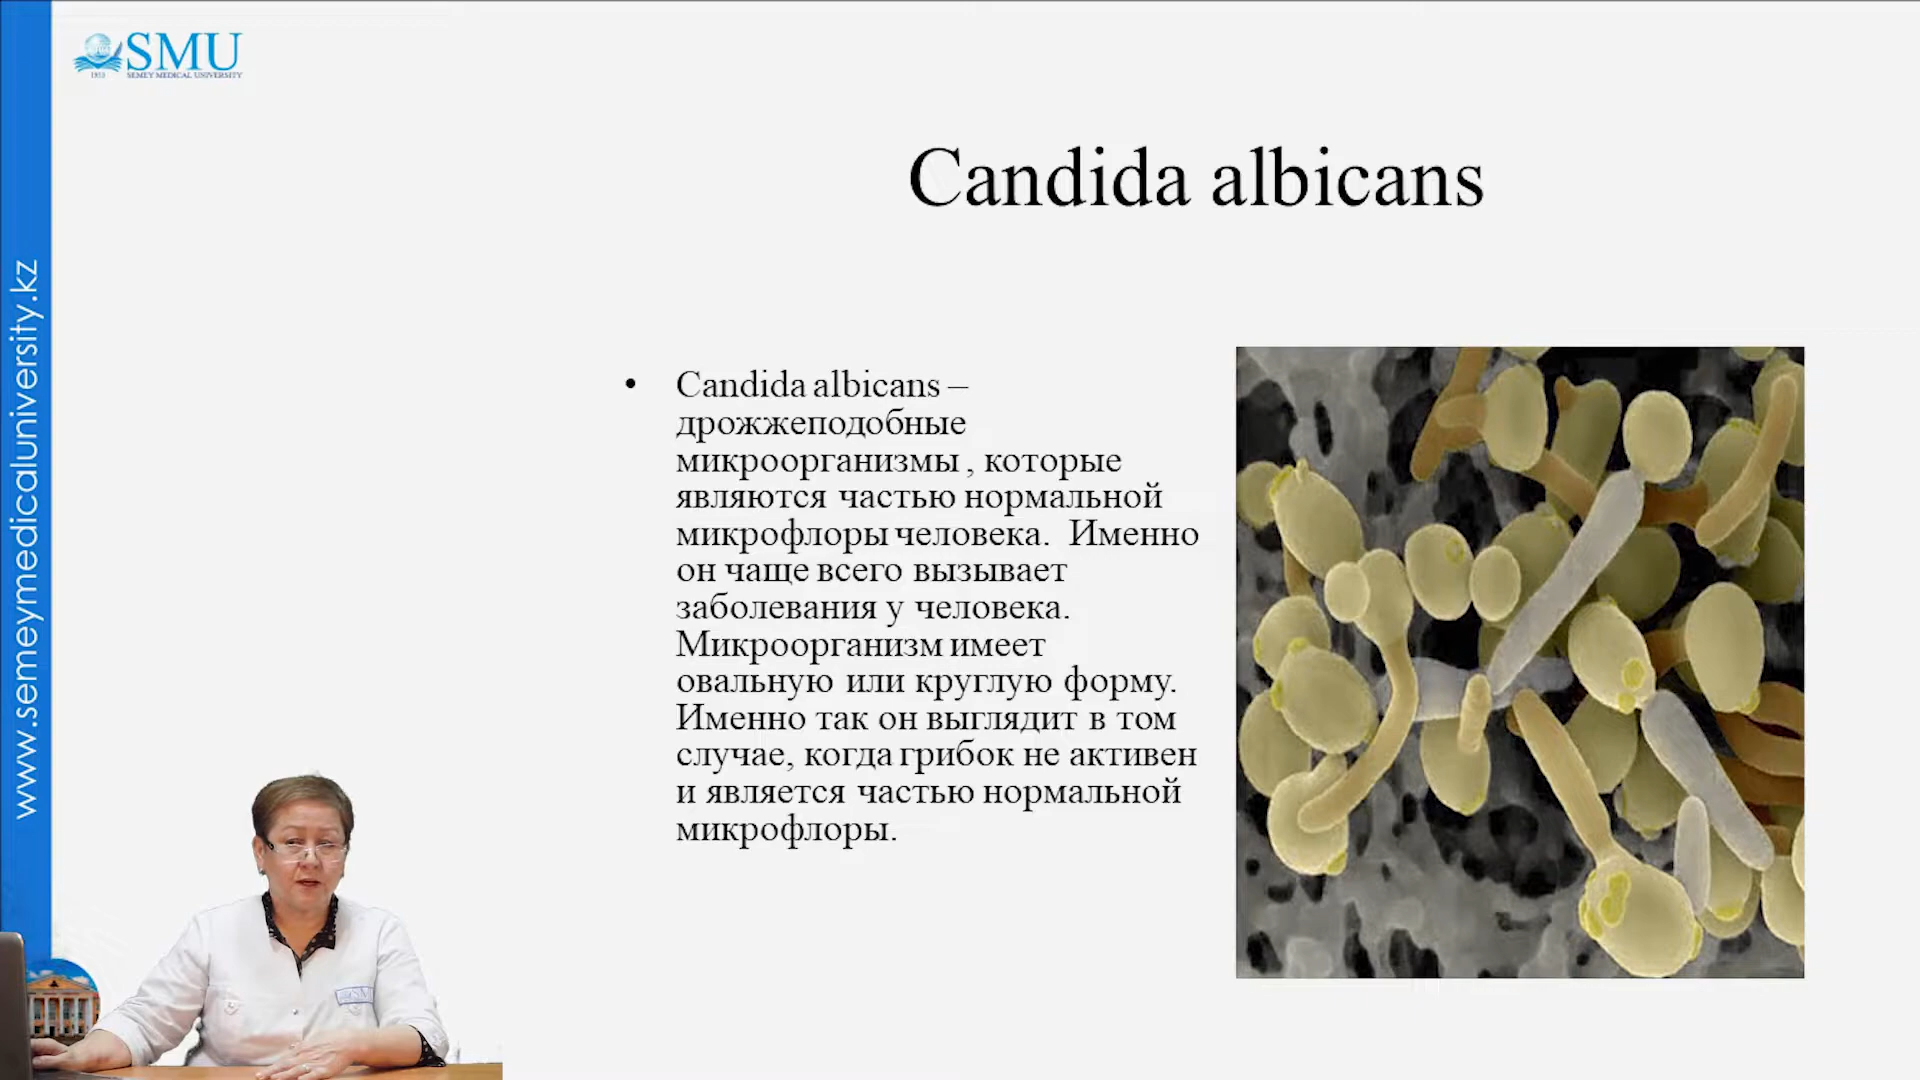 SMU
1953
SEMEY MEDICAL UNIVERSITY
www.semeymedicaluniversity.kz
Candida albicans
• Candida albicans –
дрожжеподобные
микроорганизмы , которые
являются частью нормальной
микрофлоры человека. Именно
он чаще всего вызывает
заболевания у человека.
Микроорганизм имеет
овальную или круглую форму.
Именно так он выглядит в том
случае, когда грибок не активен
и является частью нормальной
микрофлоры.